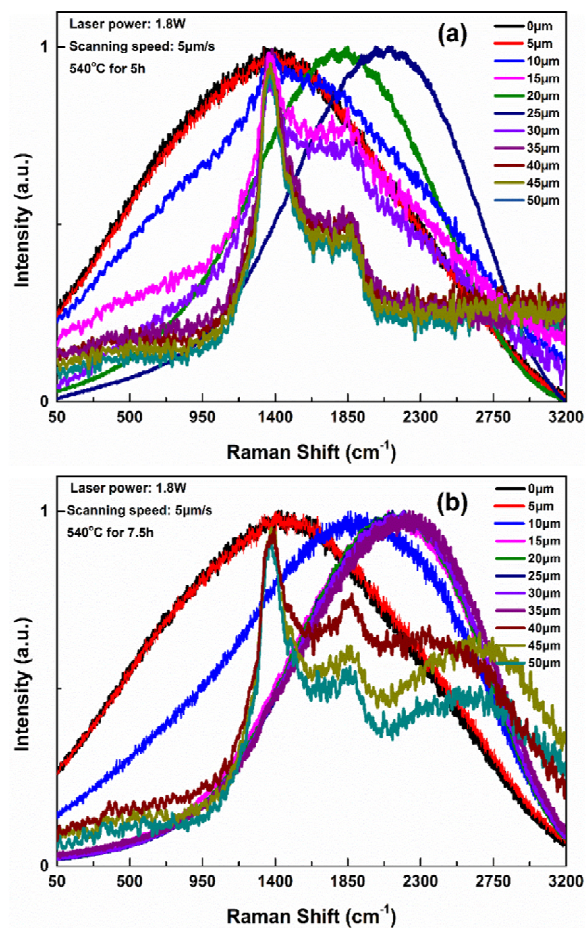 Laser power: 1.8W
(a)
Scanning speed: 5µm/s
540°C for 5h
0µm
5µm
10µm
15µm
20µm
25µm
30µm
35µm
40µm
45µm
50µm
1
0
Intensity (a.u.)
50 500 950 1400 1850 2300 2750 3200
Raman Shift (cm⁻¹)
Laser power: 1.8W
(b)
Scanning speed: 5µm/s
540°C for 7.5h
0µm
5µm
10µm
15µm
20µm
25µm
30µm
35µm
40µm
45µm
50µm
1
0
Intensity (a.u.)
50 500 950 1400 1850 2300 2750 3200
Raman Shift (cm⁻¹)